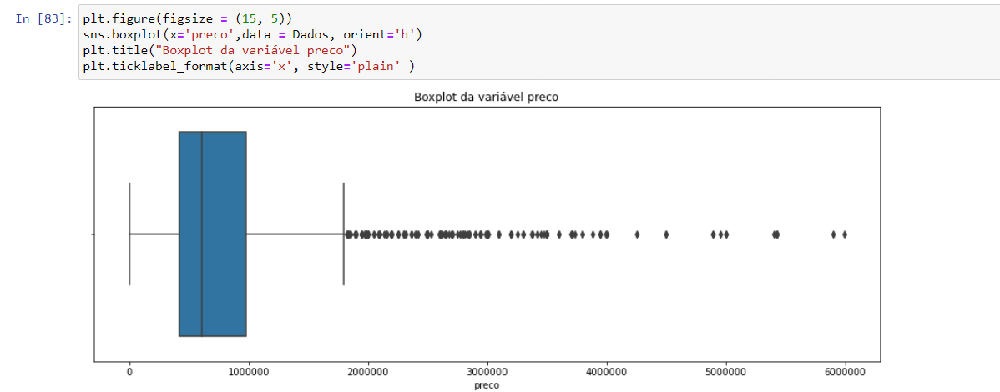 In [83]: plt.figure(figsize = (15, 5))
sns.boxplot(x='preco',data = Dados, orient='h')
plt.title("Boxplot da variável preco")
plt.ticklabel_format(axis='x', style='plain' )
Boxplot da variável preco
0 1000000 2000000 3000000 4000000 5000000 6000000
preco